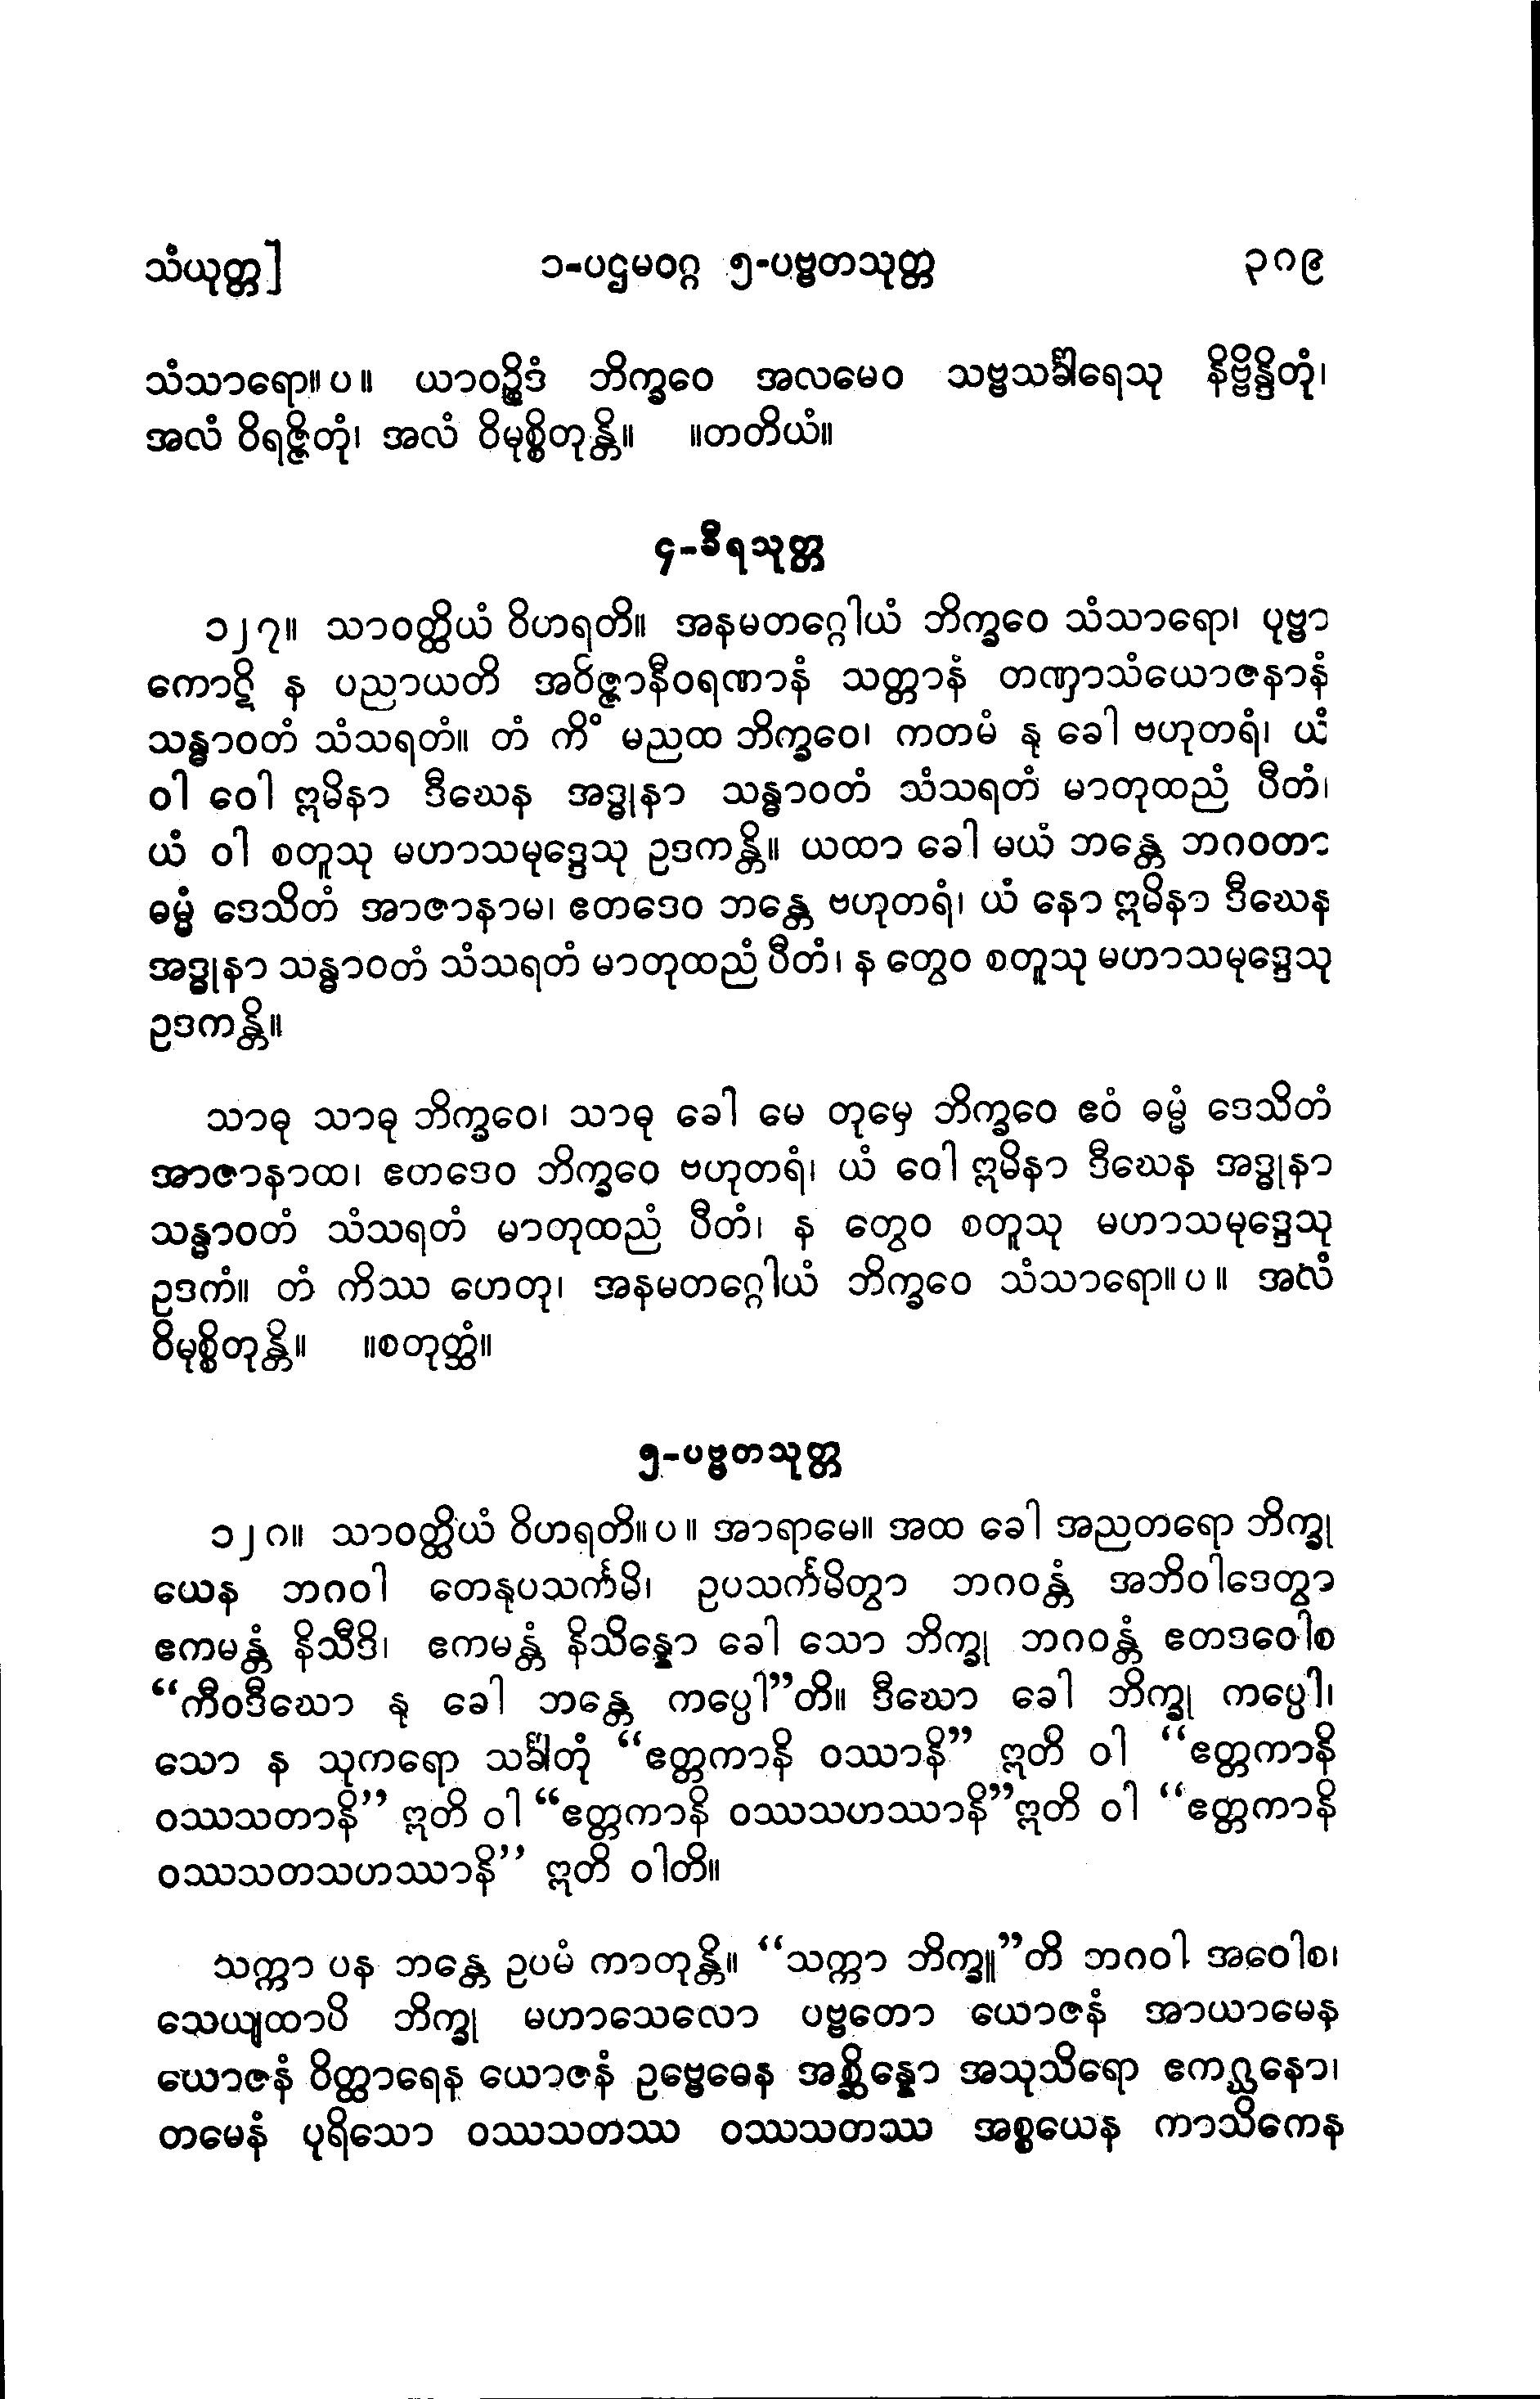 သံယုတ္တ] ၁-ပဌမဝဂ္ဂ ၅-ပဗ္ဗတသုတ္တ ၃၀၉
သံသာရော။ပ။ ယာဝဉ္စိဒံ ဘိက္ခဝေ အလမေဝ သဗ္ဗသင်္ခါရေသု နိဗ္ဗိန္ဒိတုံ၊
အလံ ဝိရဇ္ဇိတုံ၊ အလံ ဝိမုစ္စိတုန္တိ။ ။တတိယံ။
၄-ခီရသုတ္တ
၁၂၇။ သာဝတ္ထိယံ ဝိဟရတိ။ အနမတဂ္ဂေါယံ ဘိက္ခဝေ သံသာရော၊ ပုဗ္ဗာ
ကောဋိ န ပညာယတိ အဝိဇ္ဇာနီဝရဏာနံ သတ္တာနံ တဏှာသံယောဇနာနံ
သန္ဓာဝတံ သံသရတံ။ တံ ကိံ မညထ ဘိက္ခဝေ၊ ကတမံ နု ခေါ ဗဟုတရံ၊ ယံ
ဝါ ဝေါ ဣမိနာ ဒီဃေန အဒ္ဓုနာ သန္ဓာဝတံ သံသရတံ မာတုထညံ ပီတံ၊
ယံ ဝါ စတူသု မဟာသမုဒ္ဒေသု ဥဒကန္တိ။ ယထာ ခေါ မယံ ဘန္တေ ဘဂဝတာ
ဓမ္မံ ဒေသိတံ အာဇာနာမ၊ ဧတဒေဝ ဘန္တေ ဗဟုတရံ၊ ယံ နော ဣမိနာ ဒီဃေန
အဒ္ဓုနာ သန္ဓာဝတံ သံသရတံ မာတုထညံ ပီတံ၊ န တွေဝ စတူသု မဟာသမုဒ္ဒေသု
ဥဒကန္တိ။
သာဓု သာဓု ဘိက္ခဝေ၊ သာဓု ခေါ မေ တုမှေ ဘိက္ခဝေ ဧဝံ ဓမ္မံ ဒေသိတံ
အာဇာနာထ၊ ဧတဒေဝ ဘိက္ခဝေ ဗဟုတရံ၊ ယံ ဝေါ ဣမိနာ ဒီဃေန အဒ္ဓုနာ
သန္ဓာဝတံ သံသရတံ မာတုထညံ ပီတံ၊ န တွေဝ စတူသု မဟာသမုဒ္ဒေသု
ဥဒကံ။ တံ ကိဿ ဟေတု၊ အနမတဂ္ဂေါယံ ဘိက္ခဝေ သံသာရော။ပ။ အလံ
ဝိမုစ္စိတုန္တိ။ ။စတုတ္ထံ။
၅-ပဗ္ဗတသုတ္တ
၁၂၈။ သာဝတ္ထိယံ ဝိဟရတိ။ပ။ အာရာမေ။ အထ ခေါ အညတရော ဘိက္ခု
ယေန ဘဂဝါ တေနုပသင်္ကမိ၊ ဥပသင်္ကမိတွာ ဘဂဝန္တံ အဘိဝါဒေတွာ
ဧကမန္တံ နိသီဒိ၊ ဧကမန္တံ နိသိန္နော ခေါ သော ဘိက္ခု ဘဂဝန္တံ ဧတဒဝေါစ
“ကီဝဒီဃော နု ခေါ ဘန္တေ ကပ္ပေါ”တိ။ ဒီဃော ခေါ ဘိက္ခု ကပ္ပေါ၊
သော န သုကရော သင်္ခါတုံ “ဧတ္တကာနိ ဝဿာနိ” ဣတိ ဝါ “ဧတ္တကာနိ
ဝဿသတာနိ” ဣတိ ဝါ “ဧတ္တကာနိ ဝဿသဟဿာနိ”ဣတိ ဝါ “ဧတ္တကာနိ
ဝဿသတသဟဿာနိ” ဣတိ ဝါတိ။
သက္ကာ ပန ဘန္တေ ဥပမံ ကာတုန္တိ။ “သက္ကာ ဘိက္ခူ”တိ ဘဂဝါ အဝေါစ၊
သေယျထာပိ ဘိက္ခု မဟာသေလော ပဗ္ဗတော ယောဇနံ အာယာမေန
ယောဇနံ ဝိတ္ထာရေန ယောဇနံ ဥဗ္ဗေဓေန အစ္ဆိန္နော အသုသိရော ဧကဂ္ဃနော၊
တမေနံ ပုရိသော ဝဿသတဿ ဝဿသတဿ အစ္စယေန ကာသိကေန